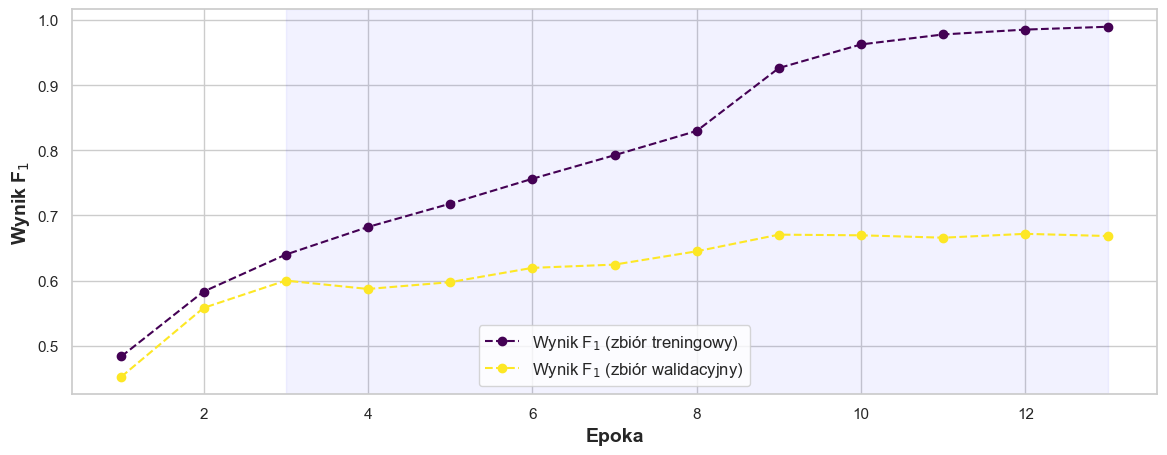 1.0
0.9
0.8
0.7
0.6
0.5
Wynik F₁
Wynik F₁ (zbiór treningowy)
Wynik F₁ (zbiór walidacyjny)
2 4 6 8 10 12
Epoka